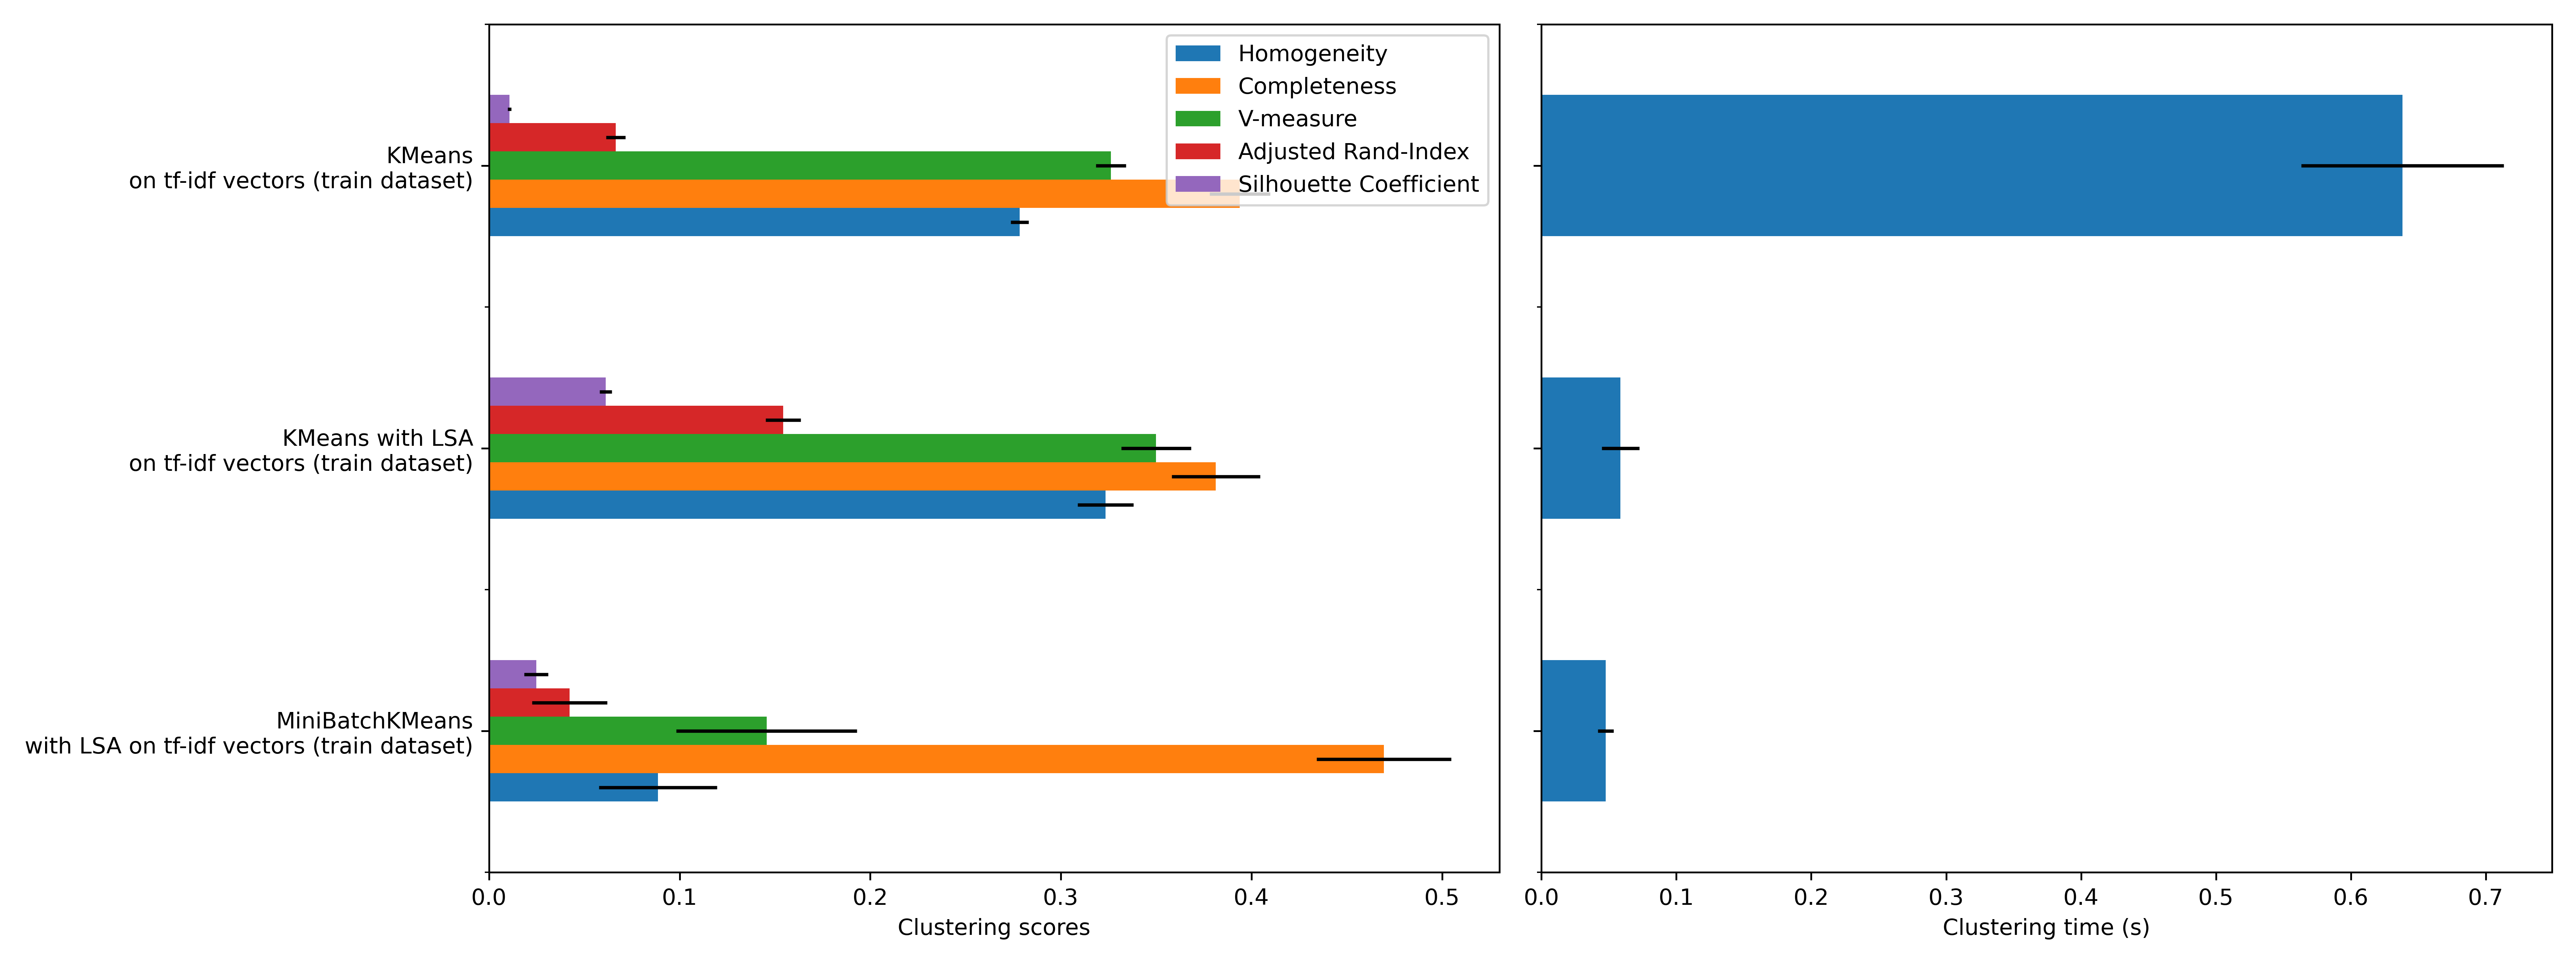 Homogeneity
Completeness
V-measure
Adjusted Rand-Index
Silhouette Coefficient
KMeans
on tf-idf vectors (train dataset)
KMeans with LSA
on tf-idf vectors (train dataset)
MiniBatchKMeans
with LSA on tf-idf vectors (train dataset)
0.0 0.1 0.2 0.3 0.4 0.5
Clustering scores
0.0 0.1 0.2 0.3 0.4 0.5 0.6 0.7
Clustering time (s)